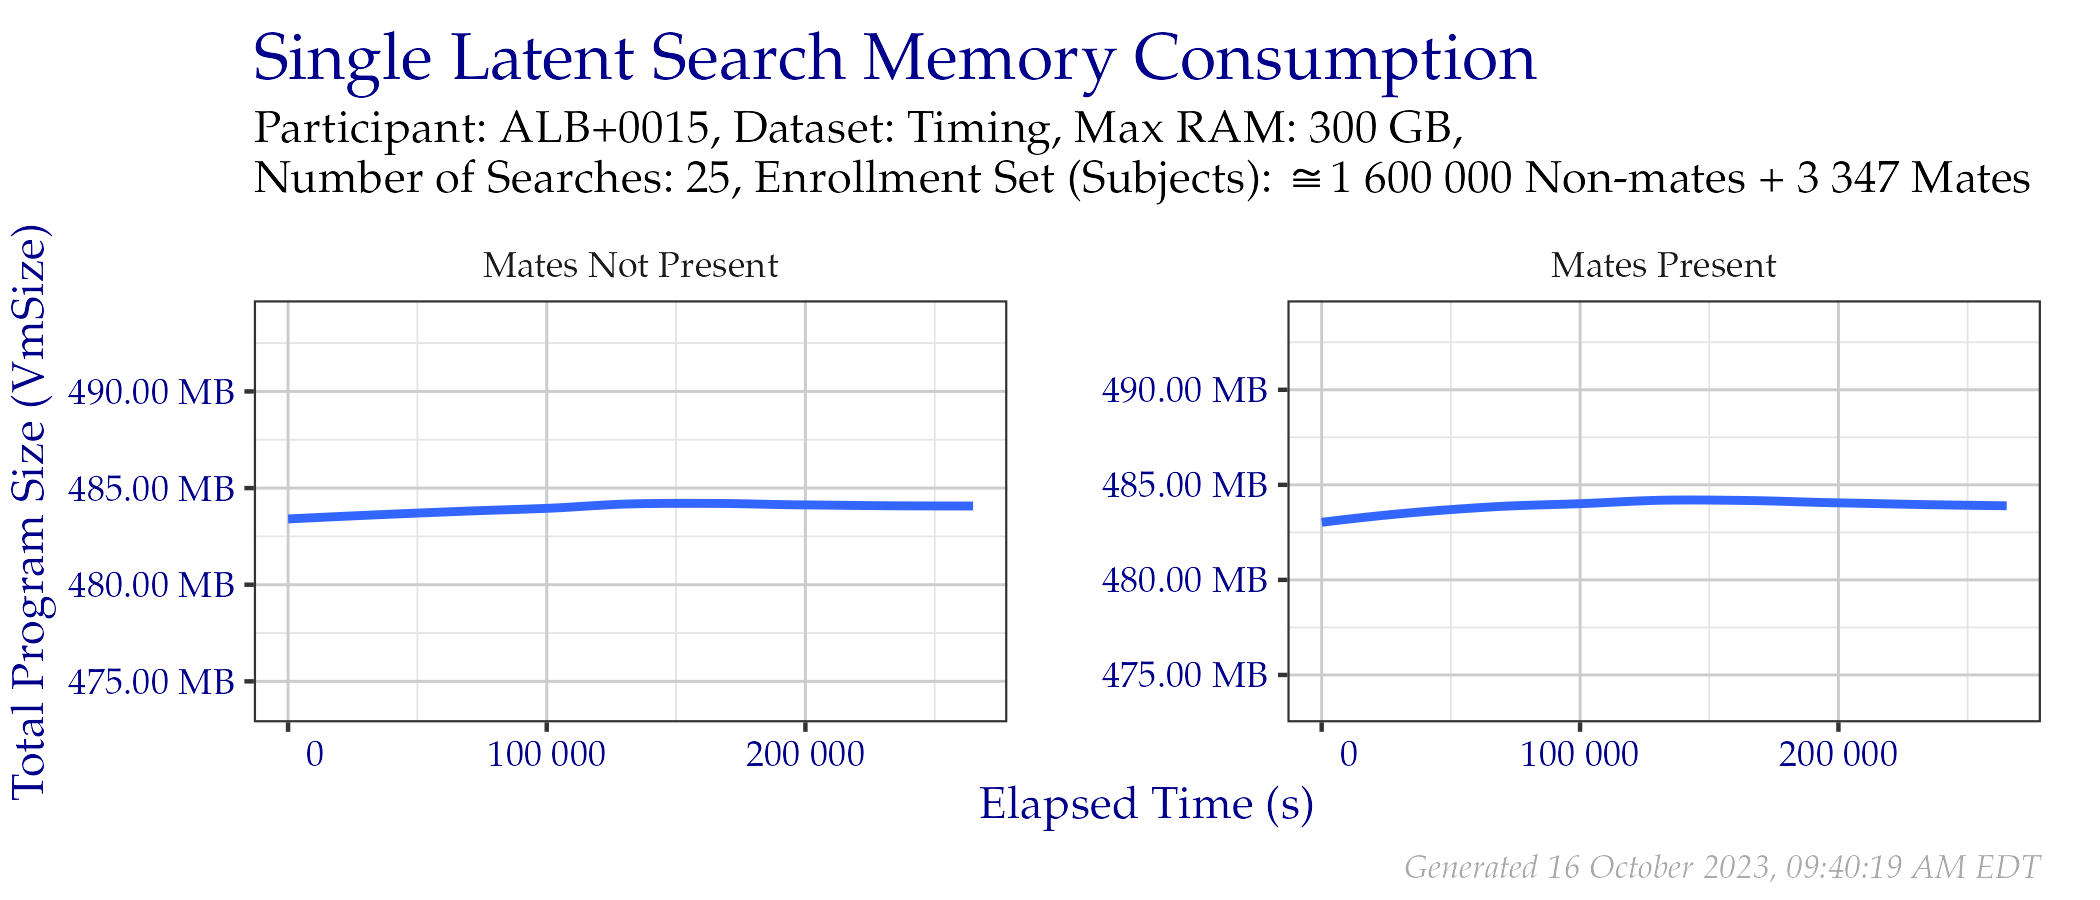 Single Latent Search Memory Consumption
Participant: ALB+0015, Dataset: Timing, Max RAM: 300 GB,
Number of Searches: 25, Enrollment Set (Subjects): ≅ 1 600 000 Non-mates + 3 347 Mates
Total Program Size (VmSize)
Mates Not Present
490.00 MB
485.00 MB
480.00 MB
475.00 MB
0 100 000 200 000
Mates Present
490.00 MB
485.00 MB
480.00 MB
475.00 MB
0 100 000 200 000
Elapsed Time (s)
Generated 16 October 2023, 09:40:19 AM EDT